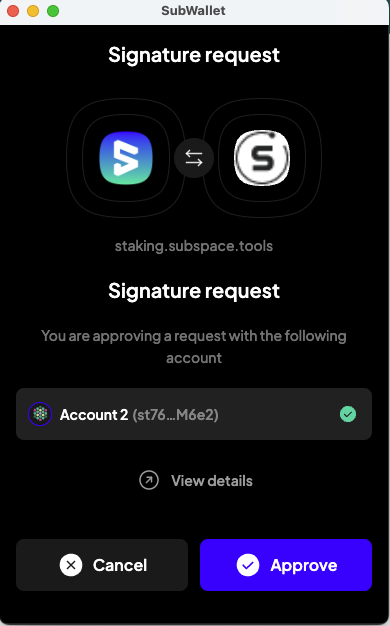 SubWallet
Signature request
staking.subspace.tools
Signature request
You are approving a request with the following
account
Account 2 (st76...M6e2)
View details
Cancel
Approve